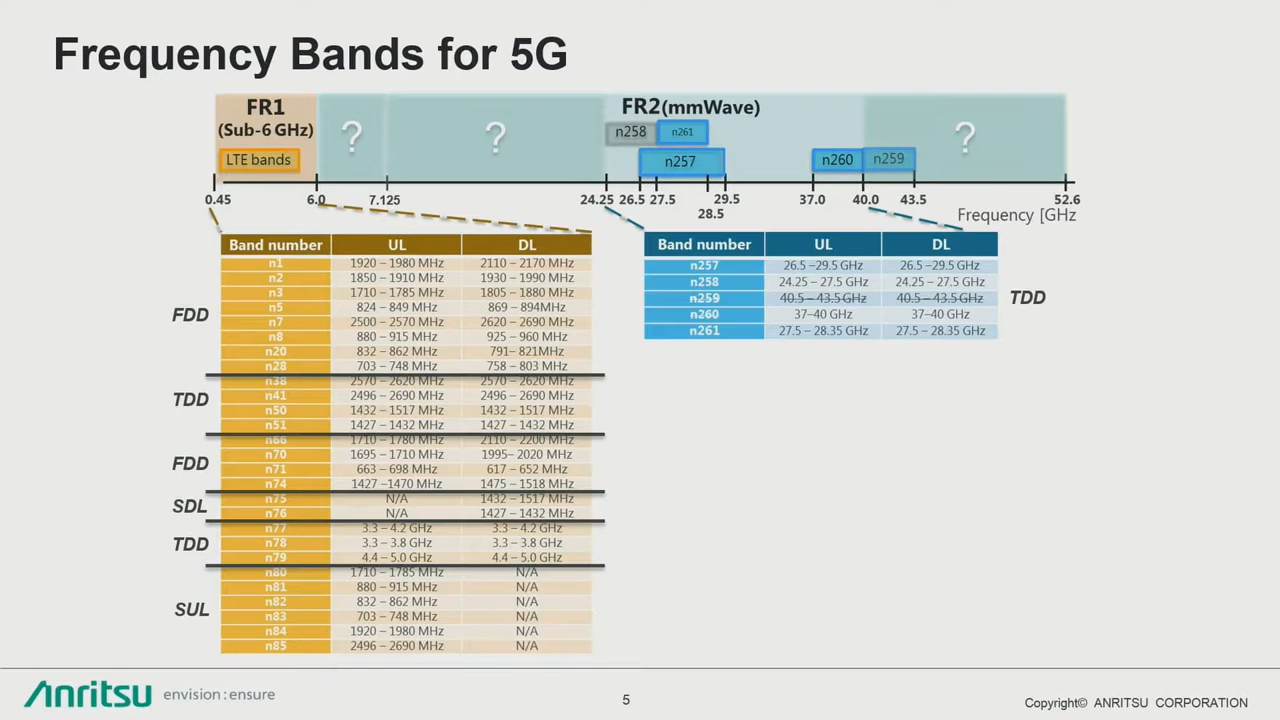 Frequency Bands for 5G
FR1
(Sub-6 GHz)
LTE bands
?
?
FR2(mmWave)
n258
n261
n257
n260
n259
?
0.45
6.0
7.125
24.25
26.5
27.5
28.5
29.5
37.0
40.0
43.5
52.6
Frequency [GHz
Band number UL DL
FDD
n1 1920 – 1980 MHz 2110 – 2170 MHz
n2 1850 – 1910 MHz 1930 – 1990 MHz
n3 1710 – 1785 MHz 1805 – 1880 MHz
n5 824 – 849 MHz 869 – 894MHz
n7 2500 – 2570 MHz 2620 – 2690 MHz
n8 880 – 915 MHz 925 – 960 MHz
n20 832 – 862 MHz 791– 821MHz
n28 703 – 748 MHz 758 – 803 MHz
TDD
n38 2570 – 2620 MHz 2570 – 2620 MHz
n41 2496 – 2690 MHz 2496 – 2690 MHz
n50 1432 – 1517 MHz 1432 – 1517 MHz
n51 1427 – 1432 MHz 1427 – 1432 MHz
FDD
n66 1710 – 1780 MHz 2110 – 2200 MHz
n70 1695 – 1710 MHz 1995– 2020 MHz
n71 663 – 698 MHz 617 – 652 MHz
n74 1427 –1470 MHz 1475 – 1518 MHz
SDL
n75 N/A 1432 – 1517 MHz
n76 N/A 1427 – 1432 MHz
TDD
n77 3.3 – 4.2 GHz 3.3 – 4.2 GHz
n78 3.3 – 3.8 GHz 3.3 – 3.8 GHz
n79 4.4 – 5.0 GHz 4.4 – 5.0 GHz
SUL
n80 1710 – 1785 MHz N/A
n81 880 – 915 MHz N/A
n82 832 – 862 MHz N/A
n83 703 – 748 MHz N/A
n84 1920 – 1980 MHz N/A
n85 2496 – 2690 MHz N/A
Band number UL DL
n257 26.5 –29.5 GHz 26.5 –29.5 GHz
n258 24.25 – 27.5 GHz 24.25 – 27.5 GHz
n259 40.5 – 43.5 GHz 40.5 – 43.5 GHz
n260 37–40 GHz 37–40 GHz
n261 27.5 – 28.35 GHz 27.5 – 28.35 GHz
TDD
Anritsu envision : ensure
5
Copyright© ANRITSU CORPORATION